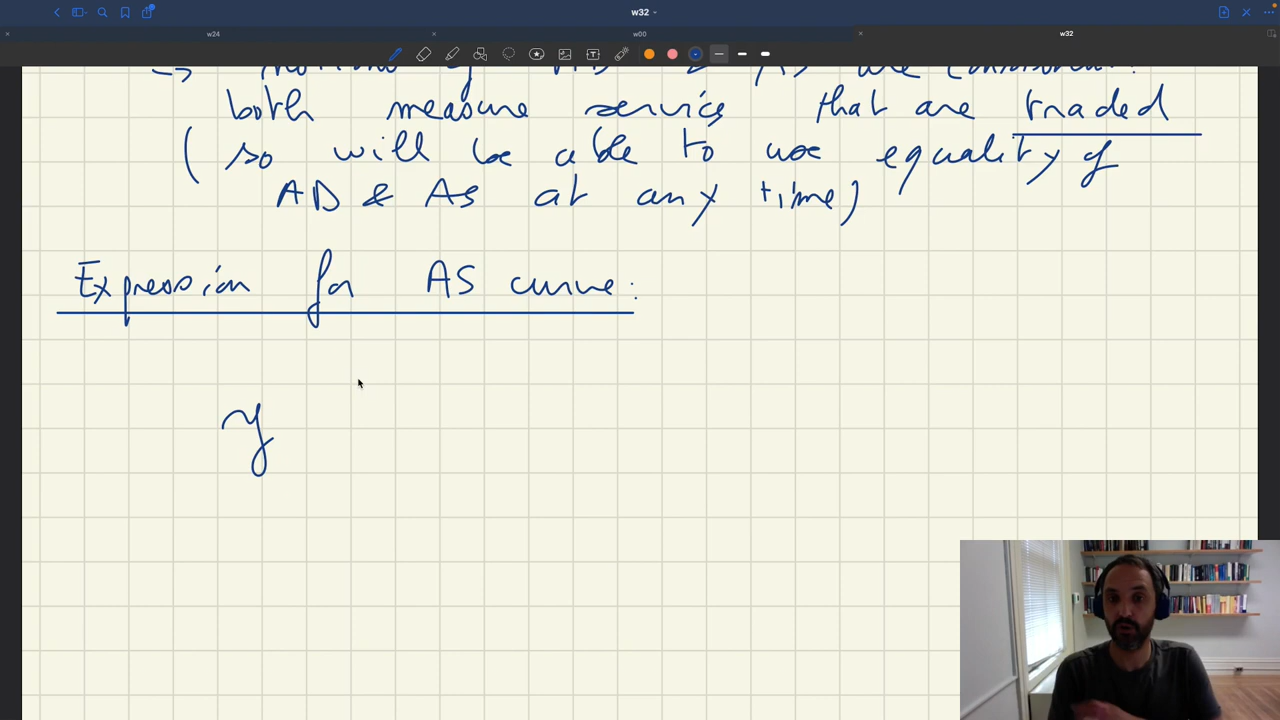 w32
w24
w00
w32
both measure services that are traded
(so will be able to use equality of
AD & AS at any time)
Expression for AS curve:
y